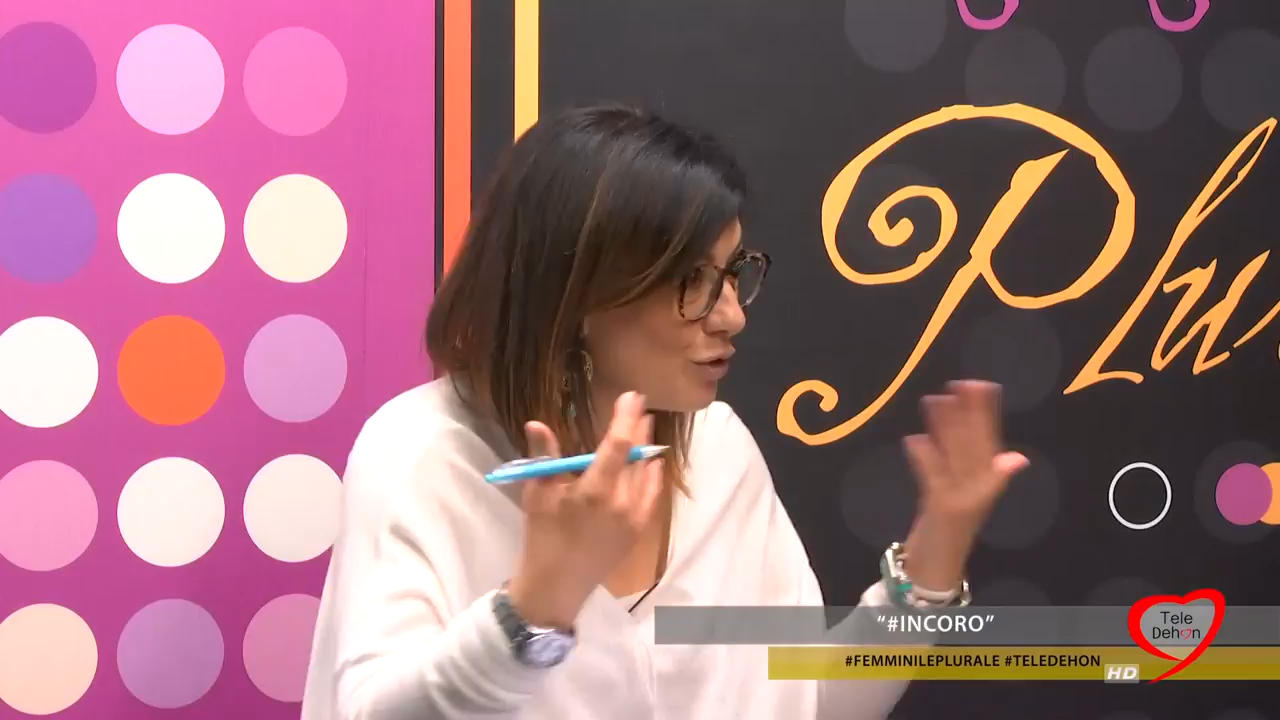 Plu
“#INCORO”
#FEMMINILEPLURALE #TELEDEHON
Tele
Dehon
HD